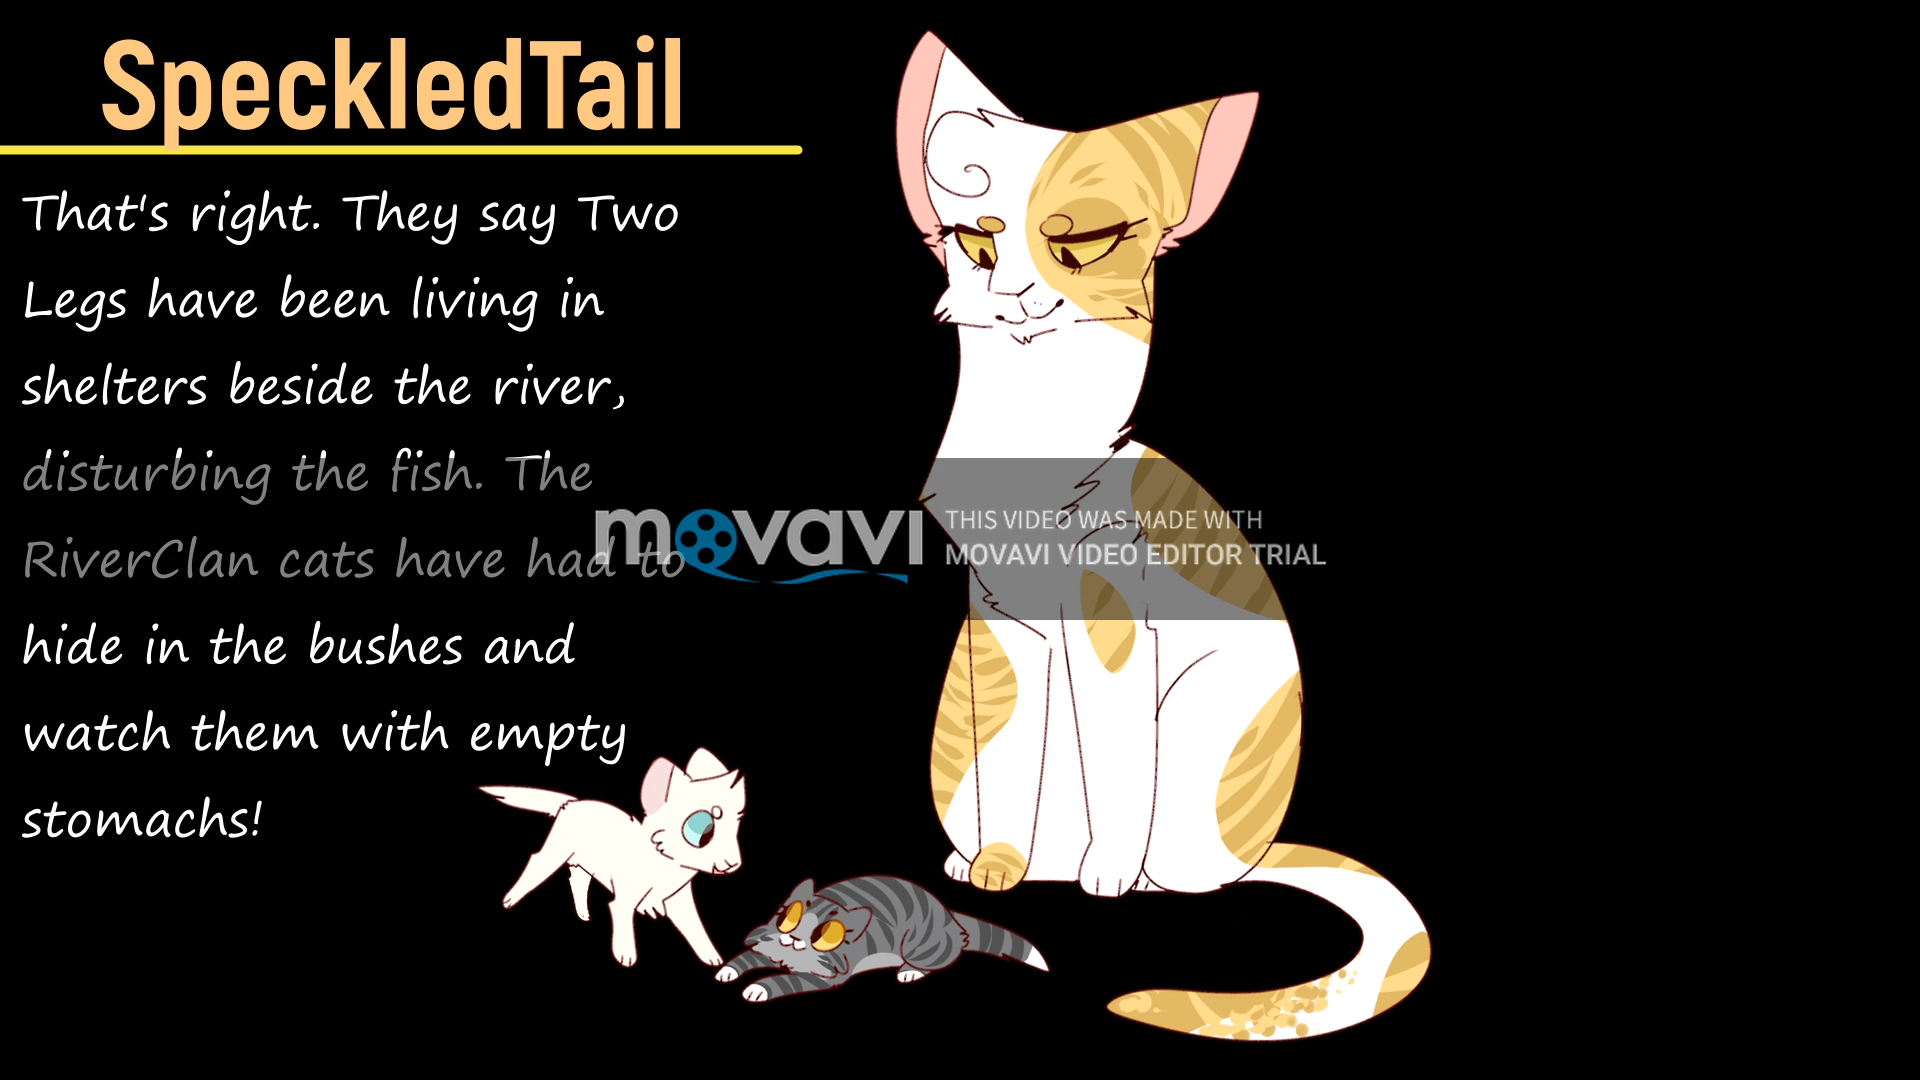 SpeckledTail
That's right. They say Two
Legs have been living in
shelters beside the river,
disturbing the fish. The
RiverClan cats have had to
hide in the bushes and
watch them with empty
stomachs!
movavi
THIS VIDEO WAS MADE WITH
MOVAVI VIDEO EDITOR TRIAL